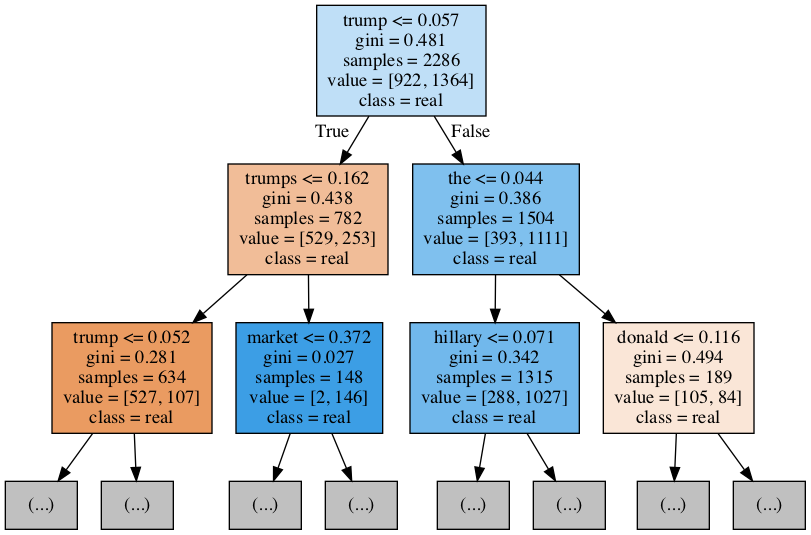 trump <= 0.057
gini = 0.481
samples = 2286
value = [922, 1364]
class = real
True
False
trumps <= 0.162
gini = 0.438
samples = 782
value = [529, 253]
class = real
the <= 0.044
gini = 0.386
samples = 1504
value = [393, 1111]
class = real
trump <= 0.052
gini = 0.281
samples = 634
value = [527, 107]
class = real
market <= 0.372
gini = 0.027
samples = 148
value = [2, 146]
class = real
hillary <= 0.071
gini = 0.342
samples = 1315
value = [288, 1027]
class = real
donald <= 0.116
gini = 0.494
samples = 189
value = [105, 84]
class = real
(...)
(...)
(...)
(...)
(...)
(...)
(...)
(...)